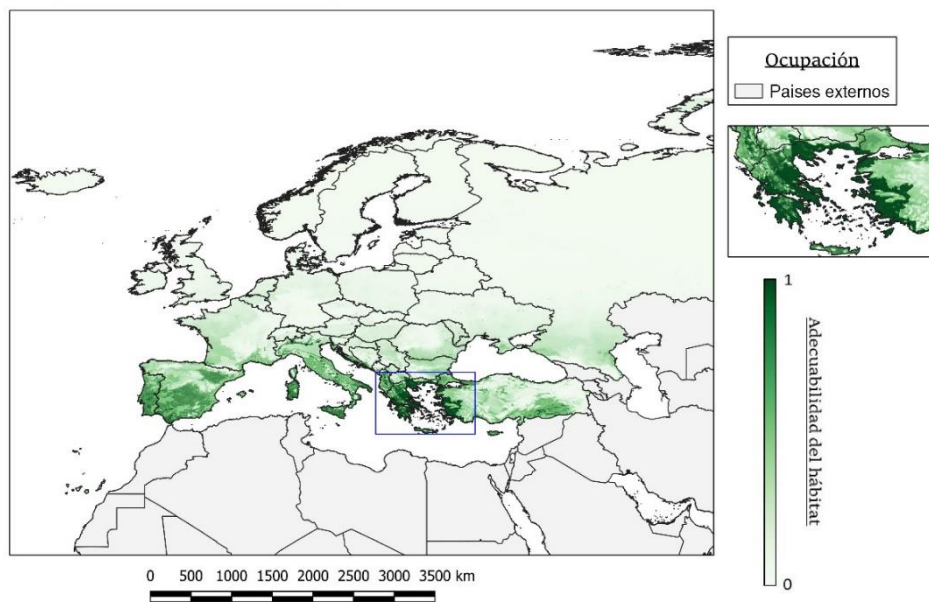 Ocupación
Paises externos
1
Adecuabilidad del hábitat
0
0 500 1000 1500 2000 2500 3000 3500 km